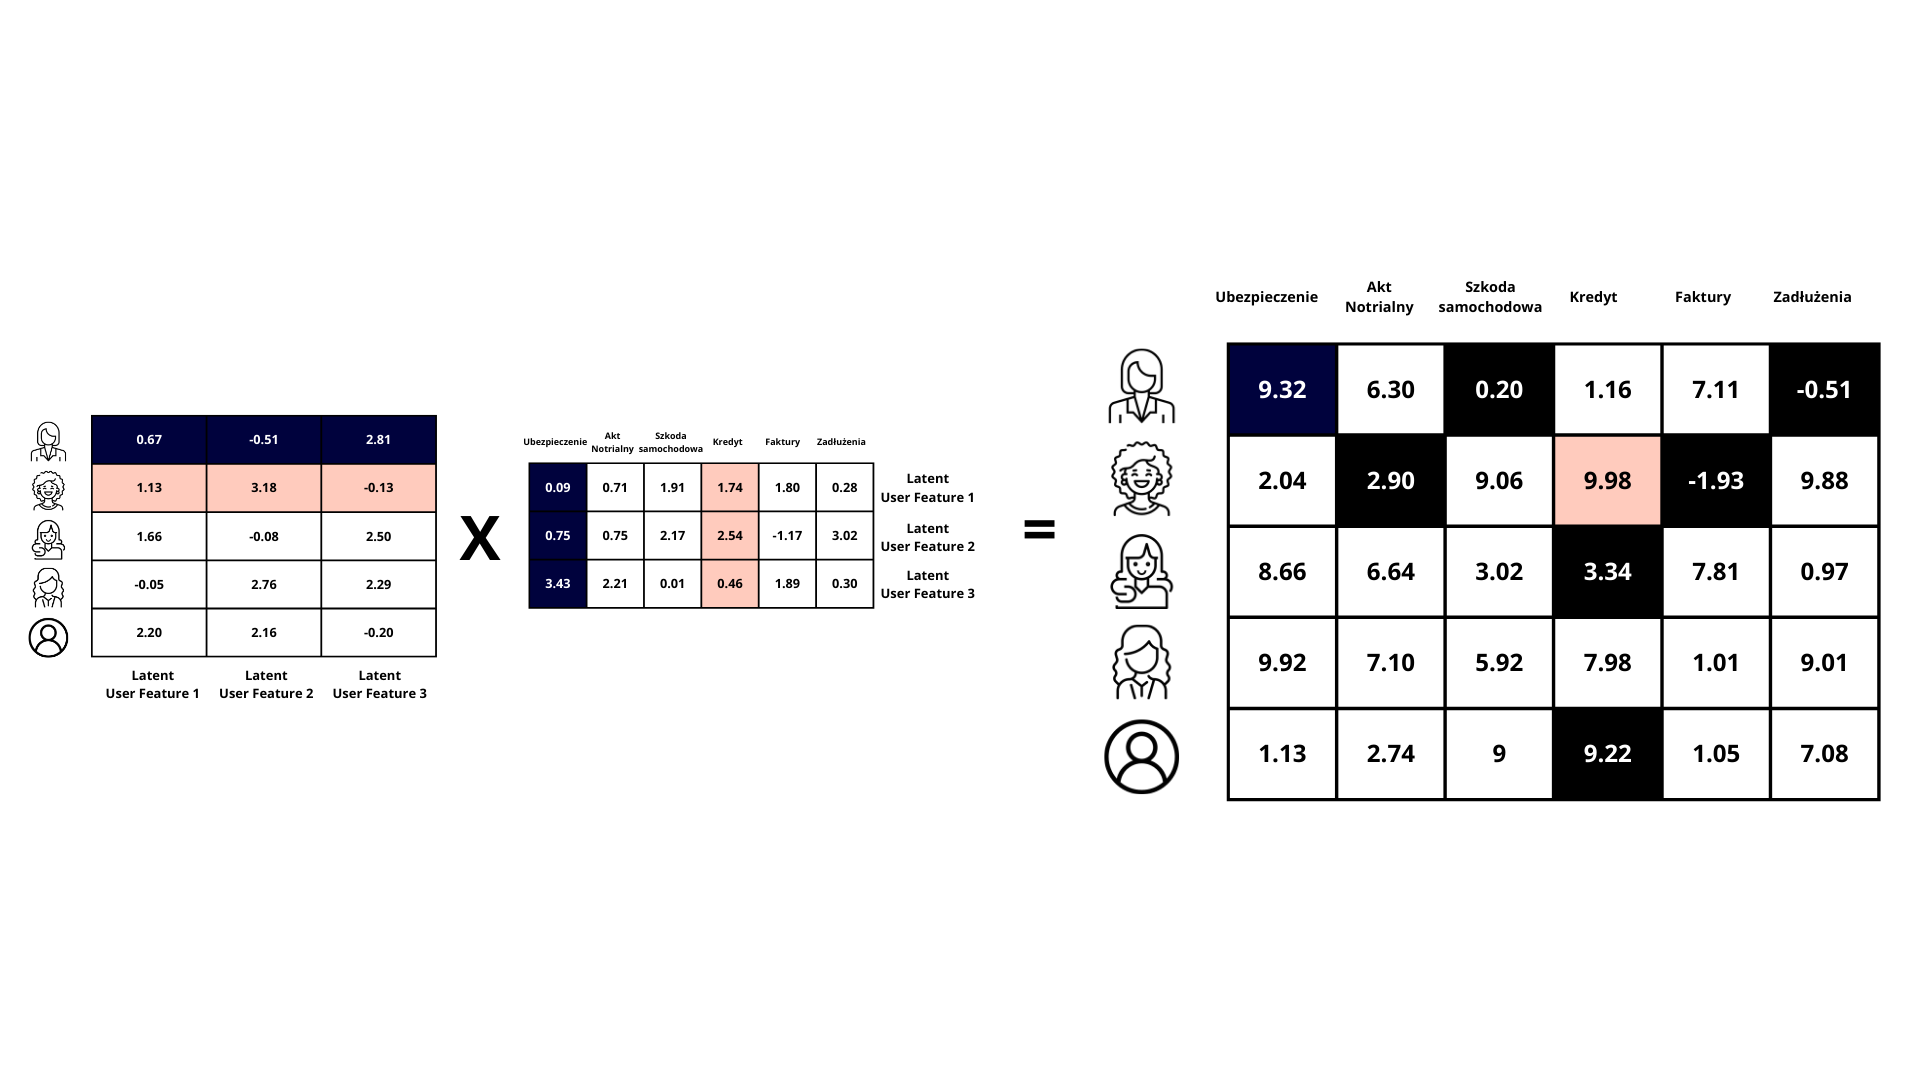 0.67 -0.51 2.81
1.13 3.18 -0.13
1.66 -0.08 2.50
-0.05 2.76 2.29
2.20 2.16 -0.20
Latent Latent Latent
User Feature 1 User Feature 2 User Feature 3
X
Ubezpieczenie Akt Notrialny Szkoda samochodowa Kredyt Faktury Zadłużenia
0.09 0.71 1.91 1.74 1.80 0.28
0.75 0.75 2.17 2.54 -1.17 3.02
3.43 2.21 0.01 0.46 1.89 0.30
Latent
User Feature 1
Latent
User Feature 2
Latent
User Feature 3
=
Ubezpieczenie Akt Notrialny Szkoda samochodowa Kredyt Faktury Zadłużenia
9.32 6.30 0.20 1.16 7.11 -0.51
2.04 2.90 9.06 9.98 -1.93 9.88
8.66 6.64 3.02 3.34 7.81 0.97
9.92 7.10 5.92 7.98 1.01 9.01
1.13 2.74 9 9.22 1.05 7.08